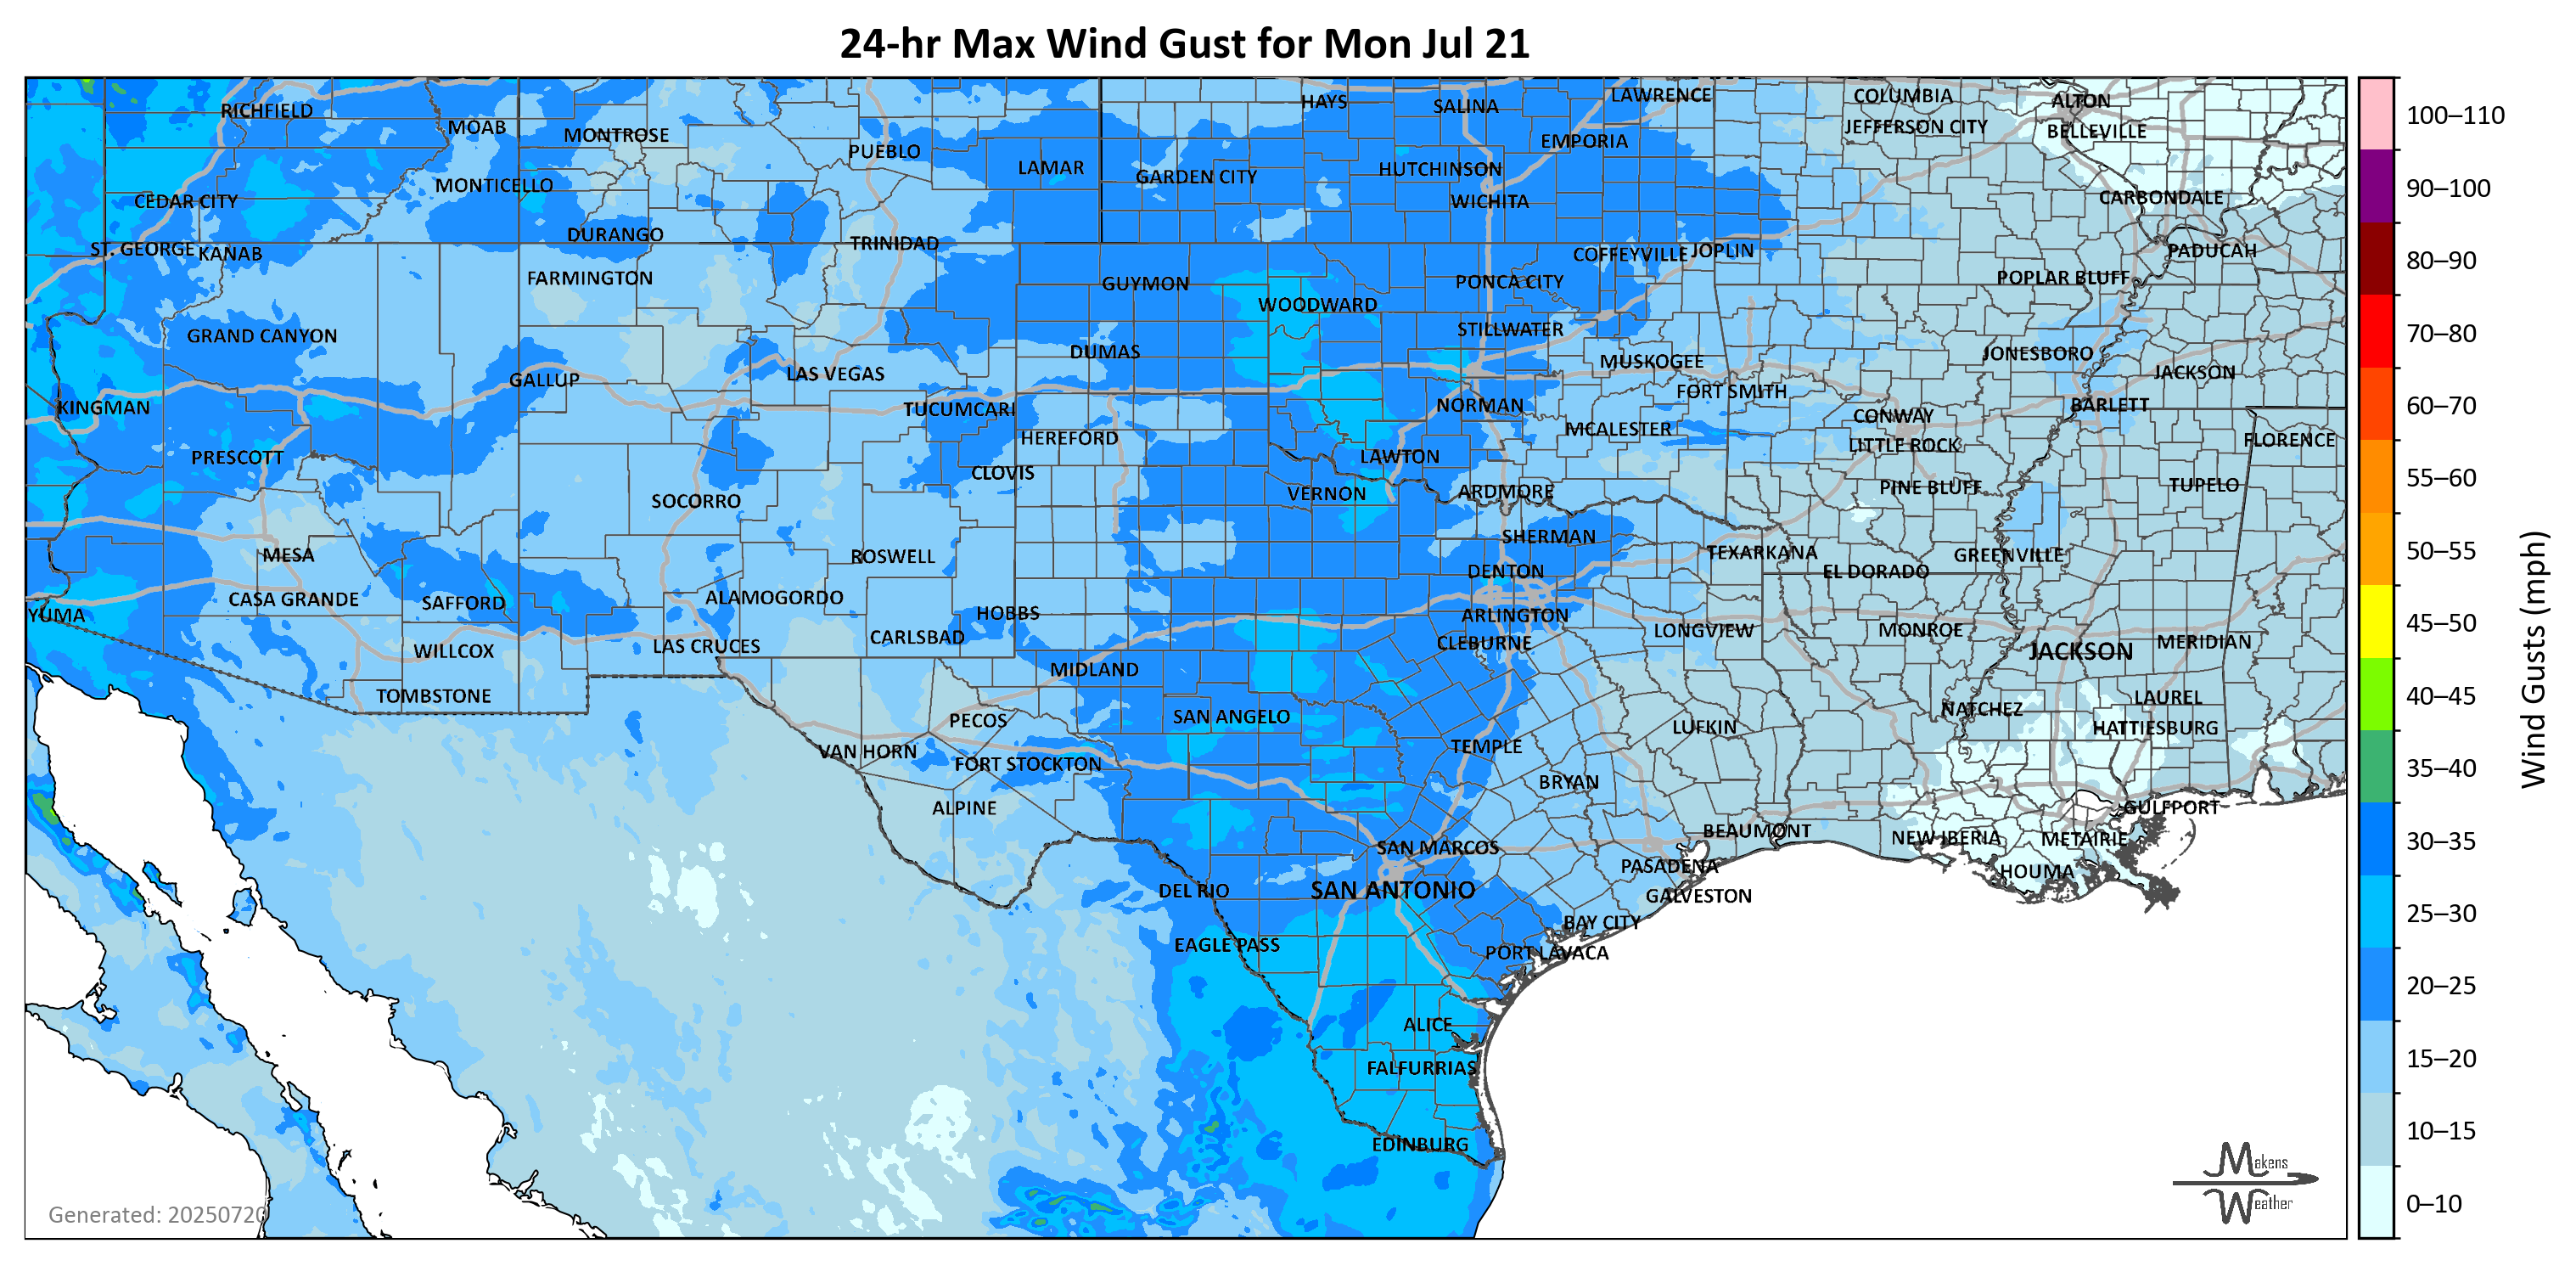 24-hr Max Wind Gust for Mon Jul 21
RICHFIELD
MOAB
MONTROSE
PUEBLO
LAMAR
HAYS
SALINA
LAWRENCE
COLUMBIA
ALTON
JEFFERSON CITY
BELLEVILLE
EMPORIA
GARDEN CITY
HUTCHINSON
WICHITA
MONTICELLO
CEDAR CITY
CARBONDALE
ST. GEORGE
KANAB
DURANGO
TRINIDAD
COFFEYVILLE
JOPLIN
PADUCAH
FARMINGTON
GUYMON
WOODWARD
PONCA CITY
POPLAR BLUFF
GRAND CANYON
STILLWATER
DUMAS
MUSKOGEE
JONESBORO
GALLUP
LAS VEGAS
FORT SMITH
JACKSON
KINGMAN
TUCUMCARI
NORMAN
CONWAY
BARLETT
HEREFORD
MCALESTER
LITTLE ROCK
FLORENCE
PRESCOTT
CLOVIS
LAWTON
SOCORRO
VERNON
ARDMORE
PINE BLUFF
TUPELO
MESA
ROSWELL
SHERMAN
TEXARKANA
GREENVILLE
DENTON
EL DORADO
CASA GRANDE
SAFFORD
ALAMOGORDO
HOBBS
ARLINGTON
YUMA
CARLSBAD
CLEBURNE
LONGVIEW
MONROE
JACKSON
MERIDIAN
WILLCOX
LAS CRUCES
MIDLAND
TOMBSTONE
PECOS
SAN ANGELO
LUFKIN
NATCHEZ
LAUREL
HATTIESBURG
VAN HORN
FORT STOCKTON
TEMPLE
BRYAN
ALPINE
BEAUMONT
GULFPORT
SAN MARCOS
NEW IBERIA
METAIRIE
PASADENA
HOUMA
DEL RIO
SAN ANTONIO
GALVESTON
BAY CITY
EAGLE PASS
PORT LAVACA
ALICE
FALFURRIAS
EDINBURG
Generated: 20250720
Makens
Weather
100–110
90–100
80–90
70–80
60–70
55–60
50–55
45–50
40–45
35–40
30–35
25–30
20–25
15–20
10–15
0–10
Wind Gusts (mph)